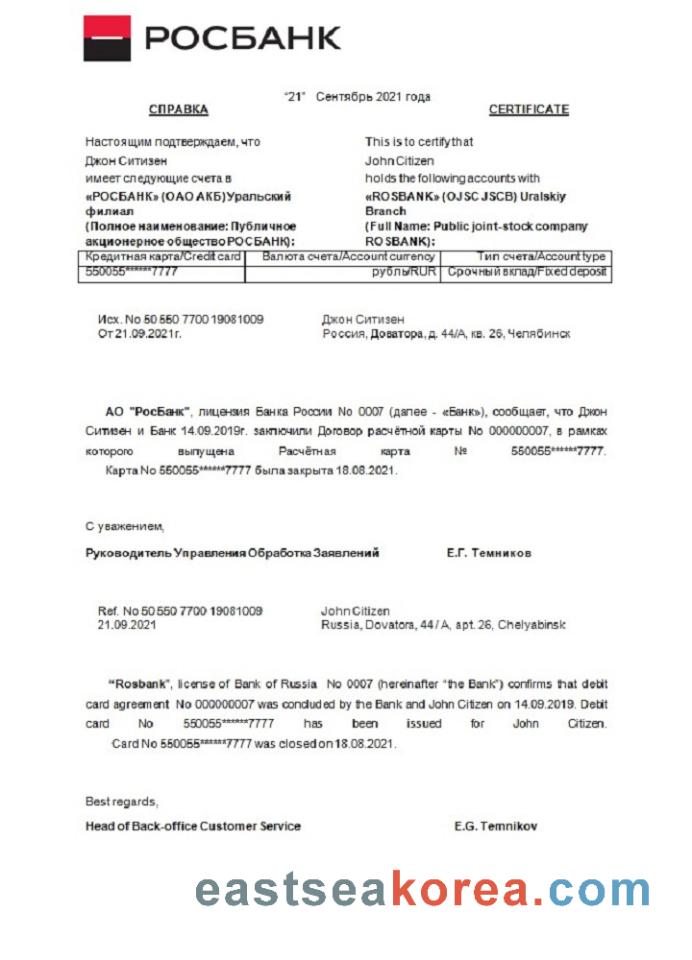 РОСБАНК
“21” Сентябрь 2021 года
СПРАВКА
CERTIFICATE
Настоящим подтверждаем, что
Джон Ситизен
имеет следующие счета в
«РОСБАНК» (ОАО АКБ)Уральский
филиал
(Полное наименование: Публичное
акционерное общество РОСБАНК):
This is to certify that
John Citizen
holds the following accounts with
«ROSBANK» (OJSC JSCB) Uralskiy
Branch
(Full Name: Public joint-stock company
ROSBANK):
Кредитная карта/Credit card Валюта счета/Account currency Тип счета/Account type
550055******7777 рубль/RUR Срочный вклад/Fixed deposit
Исх. No 50 550 7700 19081009
От 21.09.2021г.
Джон Ситизен
Россия, Доватора, д. 44/А, кв. 26, Челябинск
АО "РосБанк", лицензия Банка России No 0007 (далее - «Банк»), сообщает, что Джон
Ситизен и Банк 14.09.2019г. заключили Договор расчётной карты No 000000007, в рамках
которого выпущена Расчётная карта № 550055******7777.
Карта No 550055******7777 была закрыта 18.08.2021.
С уважением,
Руководитель Управления Обработка Заявлений Е.Г. Темников
Ref. No 50 550 7700 19081009
21.09.2021
John Citizen
Russia, Dovatora, 44/A, apt. 26, Chelyabinsk
“Rosbank”, license of Bank of Russia No 0007 (hereinafter “the Bank”) confirms that debit
card agreement No 000000007 was concluded by the Bank and John Citizen on 14.09.2019. Debit
card No 550055******7777 has been issued for John Citizen.
Card No 550055******7777 was closed on 18.08.2021.
Best regards,
Head of Back-office Customer Service E.G. Temnikov
eastseakorea.com